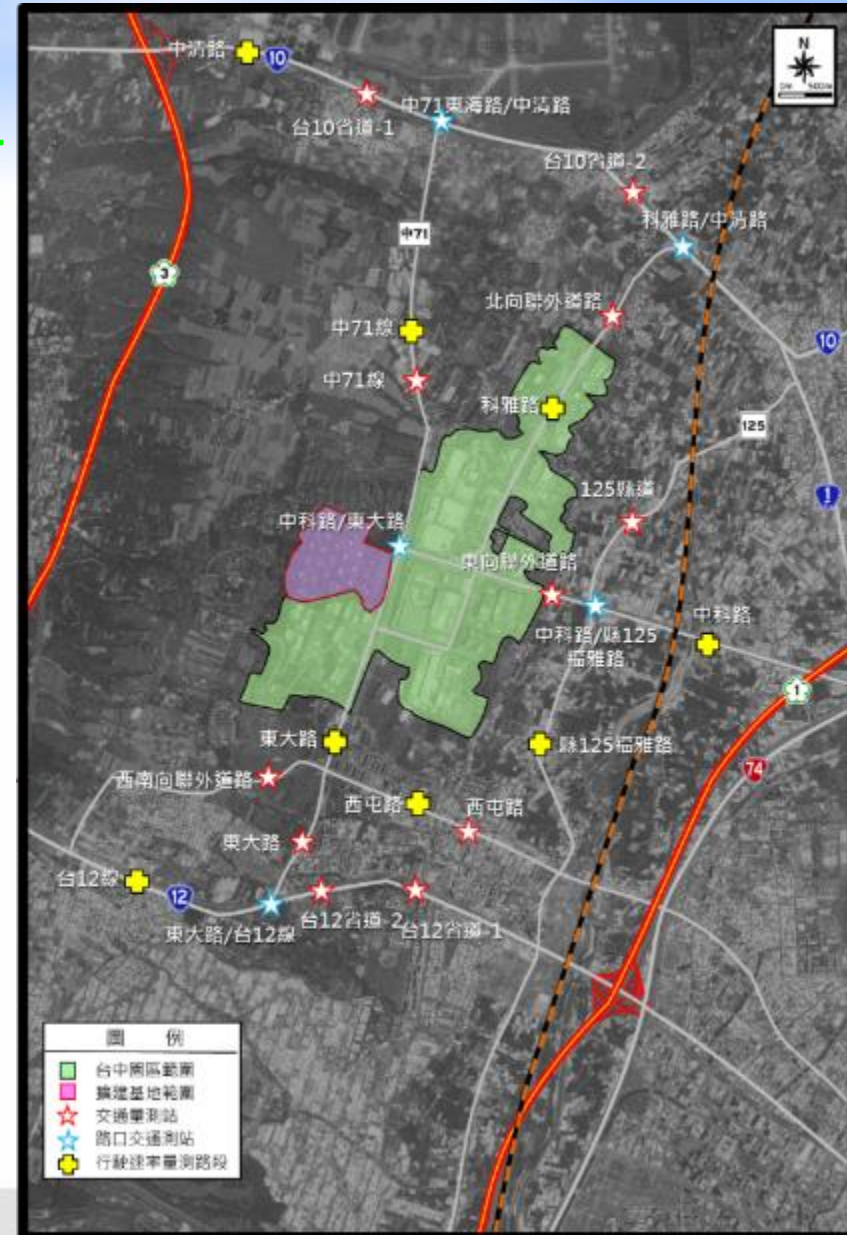 中清路
10
N
0m 500m
台10省道-1
中71東海路/中清路
台10省道-2
科雅路/中清路
中71
3
北向聯外道路
中71線
10
中71線
科雅路
125
125縣道
1
中科路/東大路
東向聯外道路
中科路
中科路/縣125
福雅路
1
東大路
縣125福雅路
74
西南向聯外道路
西屯路
西屯路
東大路
台12線
12
台12省道-2
台12省道-1
東大路/台12線
圖 例
台中園區範圍
擴建基地範圍
交通量測站
路口交通測站
行駛速率量測路段